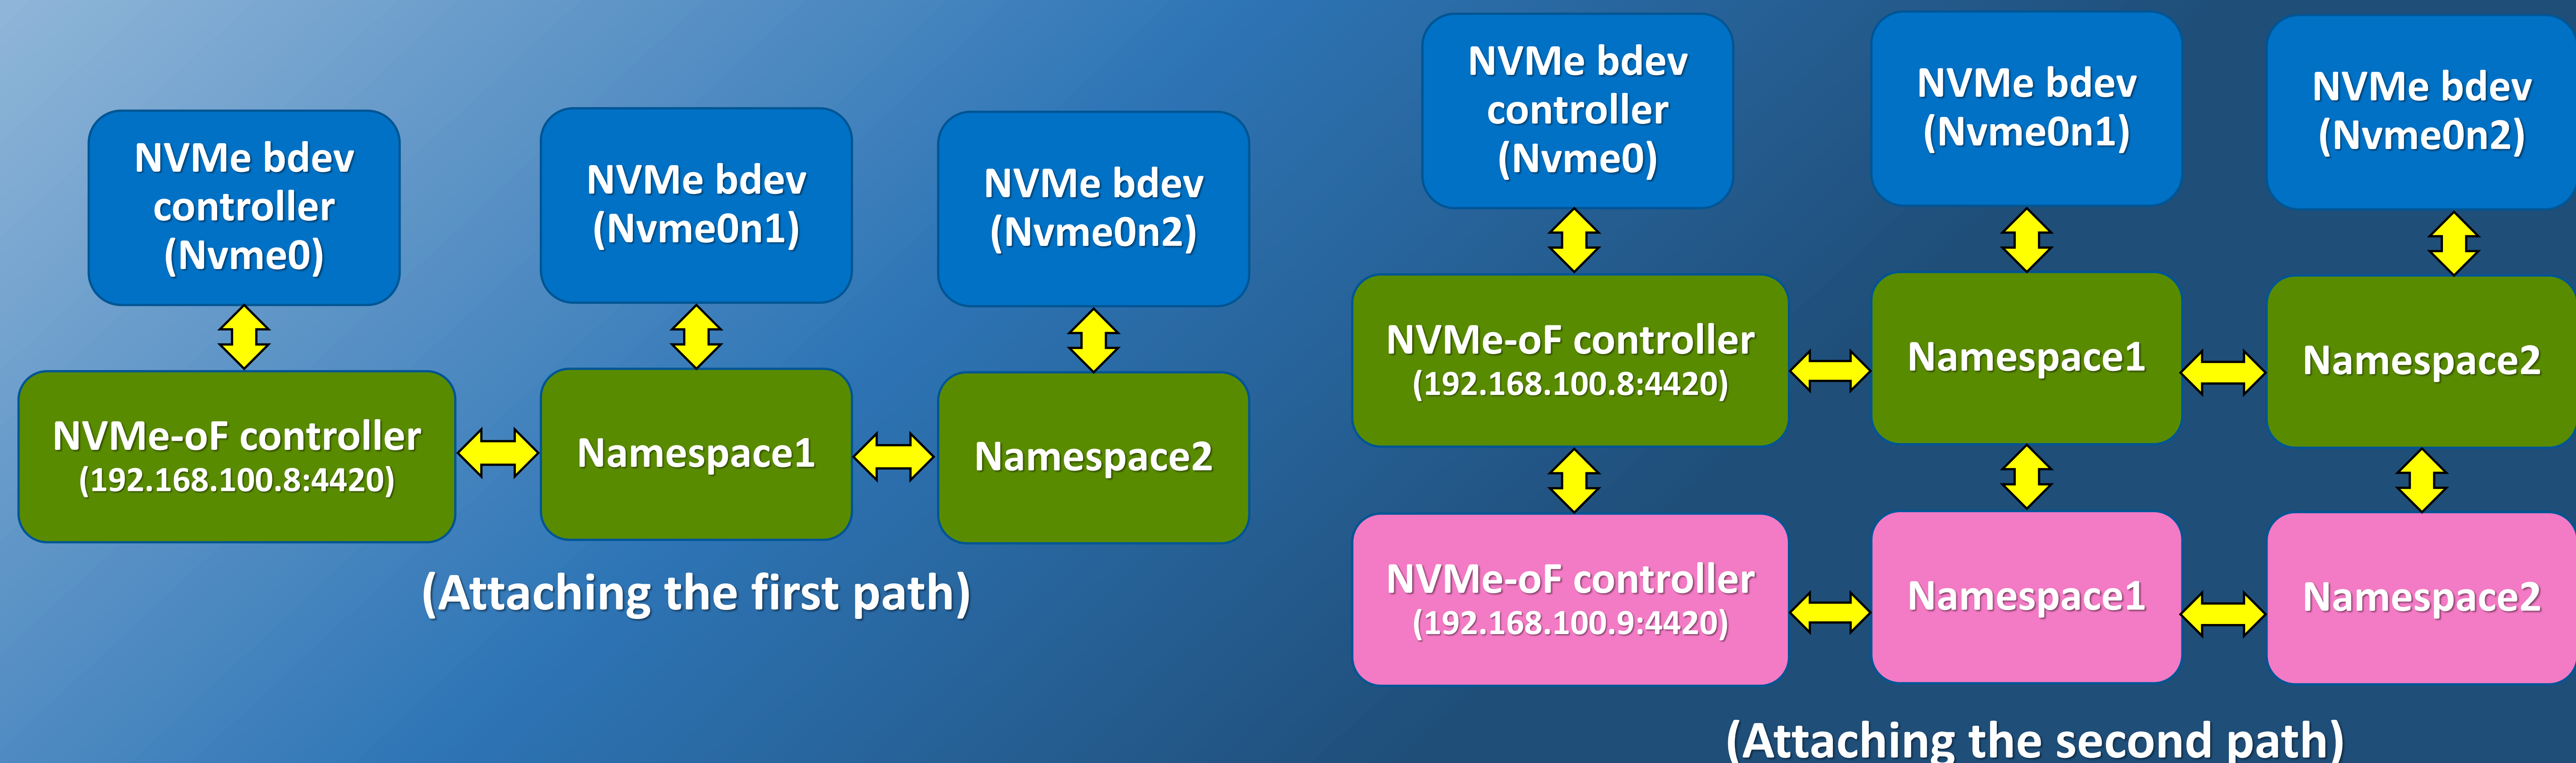 NVMe bdev
controller
(Nvme0)
NVMe bdev
(Nvme0n1)
NVMe bdev
(Nvme0n2)
NVMe-oF controller
(192.168.100.8:4420)
Namespace1
Namespace2
(Attaching the first path)
NVMe bdev
controller
(Nvme0)
NVMe bdev
(Nvme0n1)
NVMe bdev
(Nvme0n2)
NVMe-oF controller
(192.168.100.8:4420)
Namespace1
Namespace2
NVMe-oF controller
(192.168.100.9:4420)
Namespace1
Namespace2
(Attaching the second path)